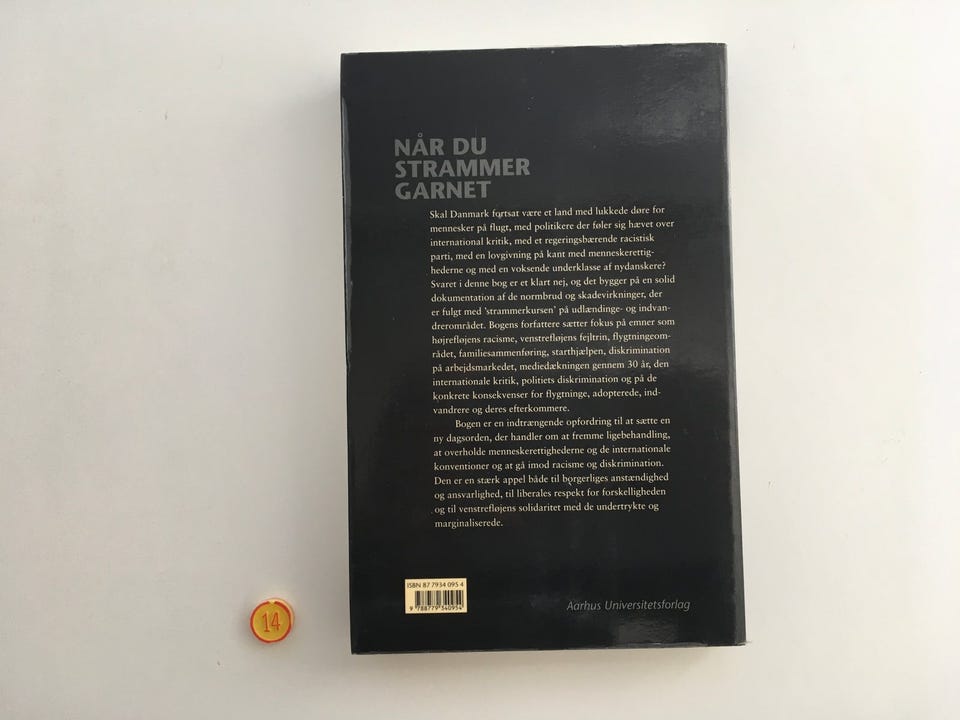 NÅR DU
STRAMMER
GARNET
Skal Danmark fortsat være et land med lukkede døre for
mennesker på flugt, med politikere der føler sig hævet over
international kritik, med et regeringsbærende racistisk
parti, med en lovgivning på kant med menneskerettig-
hederne og med en voksende underklasse af nydanskere?
Svaret i denne bog er et klart nej, og det bygger på en solid
dokumentation af de normbrud og skadevirkninger, der
er fulgt med 'strammerkursen' på udlændinge- og indvan-
drerområdet. Bogens forfattere sætter fokus på emner som
højrefløjens racisme, venstrefløjens fejltrin, flygtningeom-
rådet, familiesammenføring, starthjælpen, diskrimination
på arbejdsmarkedet, mediedækningen gennem 30 år, den
internationale kritik, politiets diskrimination og på de
konkrete konsekvenser for flygtninge, adopterede, ind-
vandrere og deres efterkommere.
Bogen er en indtrængende opfordring til at sætte en
ny dagsorden, der handler om at fremme ligebehandling,
at overholde menneskerettighederne og de internationale
konventioner og at gå imod racisme og diskrimination.
Den er en stærk appel både til borgerliges anstændighed
og ansvarlighed, til liberales respekt for forskelligheden
og til venstrefløjens solidaritet med de undertrykte og
marginaliserede.
ISBN 87 7934 095 4
9 788779 340954
Aarhus Universitetsforlag
14